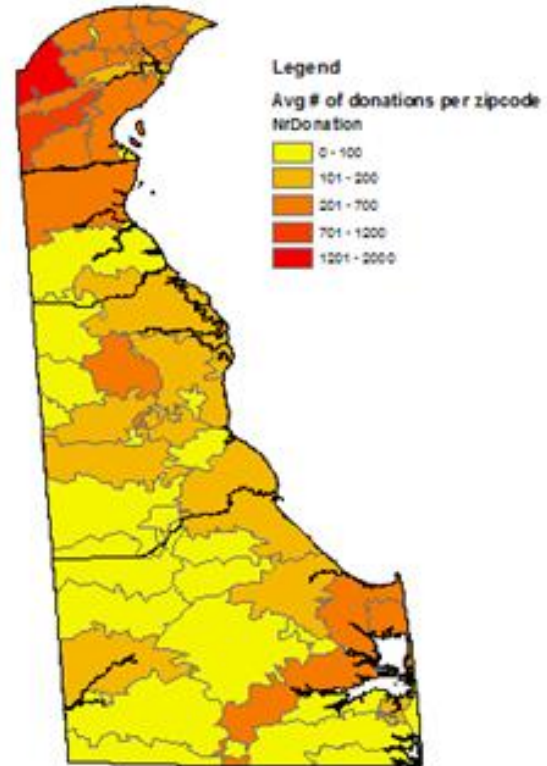 Legend
Avg # of donations per zipcode
NrDonation
0 - 100
101 - 200
201 - 700
701 - 1200
1201 - 2000